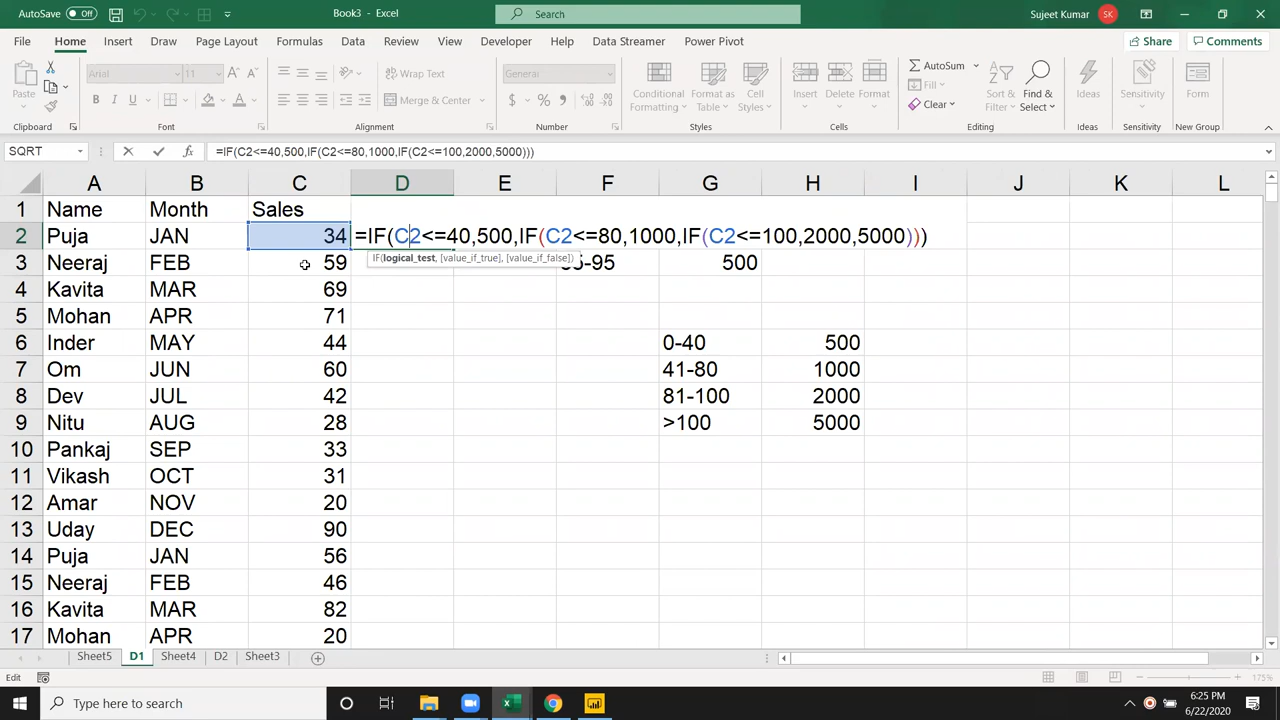 AutoSave Off Book3 - Excel Search Sujeet Kumar SK
File Home Insert Draw Page Layout Formulas Data Review View Developer Help Data Streamer Power Pivot Share Comments
Paste Arial 11 Wrap Text General Conditional Format as Cell Insert Delete Format AutoSum Sort & Find & Ideas Sensitivity Form
B I U Merge & Center $ % Formatting Table Styles Fill Filter Select
Clear
Clipboard Font Alignment Number Styles Cells Editing Ideas Sensitivity New Group
SQRT =IF(C2<=40,500,IF(C2<=80,1000,IF(C2<=100,2000,5000)))
A B C D E F G H I J K L
1 Name Month Sales
2 Puja JAN 34 =IF(C2<=40,500,IF(C2<=80,1000,IF(C2<=100,2000,5000)))
IF(logical_test, [value_if_true], [value_if_false])
3 Neeraj FEB 59 -95 500
4 Kavita MAR 69
5 Mohan APR 71
6 Inder MAY 44 0-40 500
7 Om JUN 60 41-80 1000
8 Dev JUL 42 81-100 2000
9 Nitu AUG 28 >100 5000
10 Pankaj SEP 33
11 Vikash OCT 31
12 Amar NOV 20
13 Uday DEC 90
14 Puja JAN 56
15 Neeraj FEB 46
16 Kavita MAR 82
17 Mohan APR 20
Sheet5 D1 Sheet4 D2 Sheet3
Edit 175%
Type here to search 6:25 PM
6/22/2020